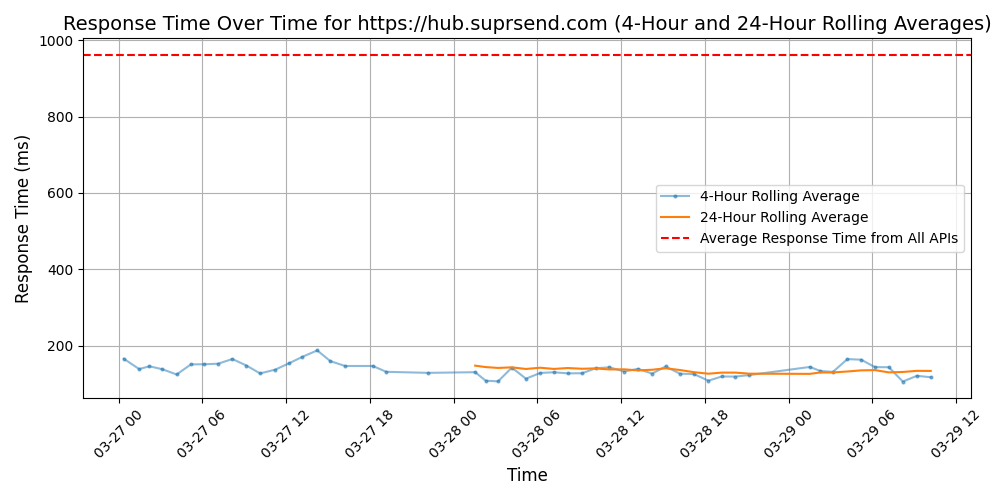 Response Time Over Time for https://hub.suprsend.com (4-Hour and 24-Hour Rolling Averages)
Response Time (ms)
1000
800
600
400
200
4-Hour Rolling Average
24-Hour Rolling Average
Average Response Time from All APIs
03-27 00
03-27 06
03-27 12
03-27 18
03-28 00
03-28 06
03-28 12
03-28 18
03-29 00
03-29 06
03-29 12
Time